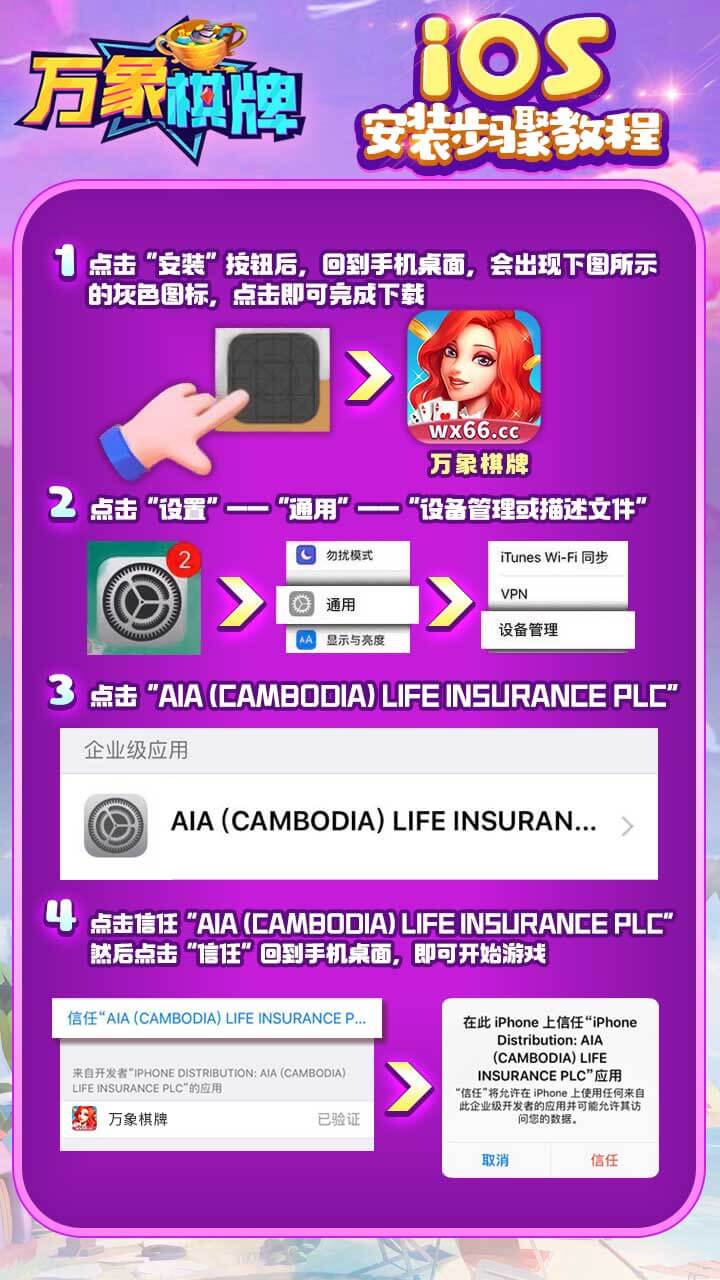 万象棋牌
iOS
安装步骤教程
1 点击“安装”按钮后，回到手机桌面，会出现下图所示
的灰色图标，点击即可完成下载
wx66.cc
万象棋牌
2 点击“设置”——“通用”——“设备管理或描述文件”
2
勿扰模式
通用
AA 显示与亮度
iTunes Wi-Fi 同步
VPN
设备管理
3 点击“AIA (CAMBODIA) LIFE INSURANCE PLC”
企业级应用
AIA (CAMBODIA) LIFE INSURAN...
4 点击信任“AIA (CAMBODIA) LIFE INSURANCE PLC”
然后点击“信任”回到手机桌面，即可开始游戏
信任“AIA (CAMBODIA) LIFE INSURANCE P...
来自开发者“IPHONE DISTRIBUTION: AIA (CAMBODIA)
LIFE INSURANCE PLC”的应用
万象棋牌 已验证
在此 iPhone 上信任“iPhone
Distribution: AIA
(CAMBODIA) LIFE
INSURANCE PLC”应用
“信任”将允许在 iPhone 上使用任何来自
此企业级开发者的应用并可能允许其访
问您的数据。
取消 信任